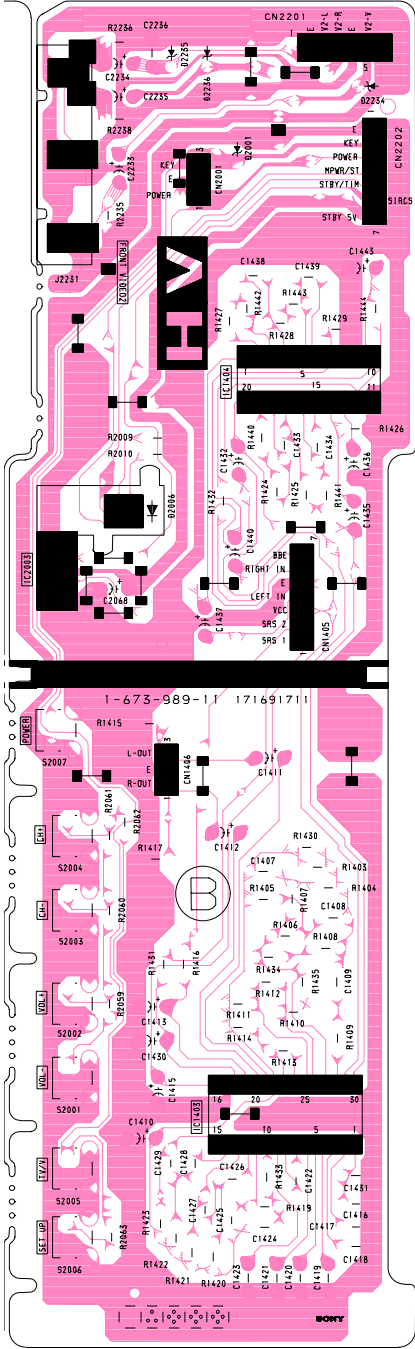 R2236
C2236
D2235
CN2201
E
V2-L
V2-R
E
V2-V
5
C2234
C2235
D2236
D2234
R2238
C2233
KEY
E
POWER
3
1
CN2001
D2001
E
KEY
POWER
MPWR/ST
STBY/TIM
SIRCS
STBY 5V
7
CN2202
R2235
J2231
FRONT VIDEO2
HV
C1443
C1438
C1439
R1442
R1443
R1444
R1427
R1428
R1429
IC1404
1
5
10
20
15
11
R1426
R2009
R2010
R1440
C1433
C1434
C1432
C1436
D2006
R1432
R1424
R1425
R1441
C1435
C1440
IC2003
BBE
RIGHT IN
E
LEFT IN
VCC
SRS 2
SRS 1
7
CN1405
C2068
C1437
1-673-989-11 171691711
POWER
S2007
R1415
L-OUT
E
R-OUT
3
1
CN1406
C1411
R2061
R2062
CH+
S2004
R1417
C1412
R1430
C1407
R1403
R1404
CH-
S2003
R2060
B
R1405
R1407
C1408
R1406
R1408
R1431
R1416
R1434
R1435
C1409
VOL+
S2002
R2059
C1413
R1412
R1411
R1410
R1414
R1409
C1430
R1413
VOL-
S2001
C1415
IC1403
16
20
25
30
15
10
5
1
C1410
TV/V
S2005
C1429
C1428
C1426
R1433
C1422
C1431
R1423
C1427
C1425
R1419
C1417
C1416
SET UP
S2006
R2063
C1424
C1418
R1422
R1421
R1420
C1423
C1421
C1420
C1419
SONY